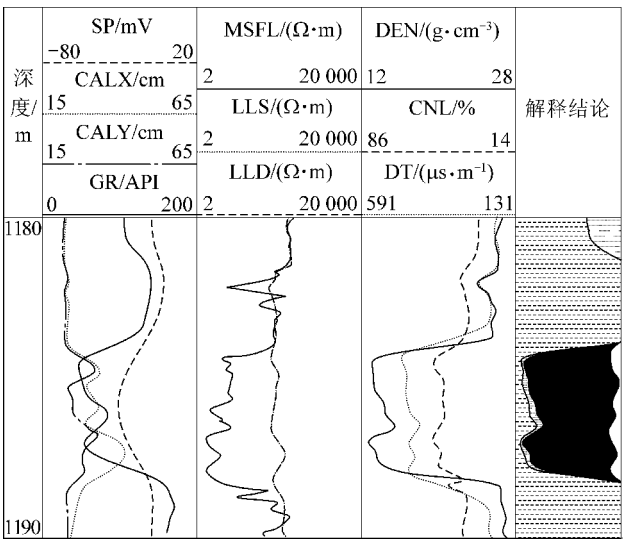 深度/m
SP/mV
−80 20
CALX/cm
15 65
CALY/cm
15 65
GR/API
0 200
MSFL/(Ω·m)
2 20 000
LLS/(Ω·m)
2 20 000
LLD/(Ω·m)
2 20 000
DEN/(g·cm⁻³)
12 28
CNL/%
86 14
DT/(μs·m⁻¹)
591 131
解释结论
1180
1190